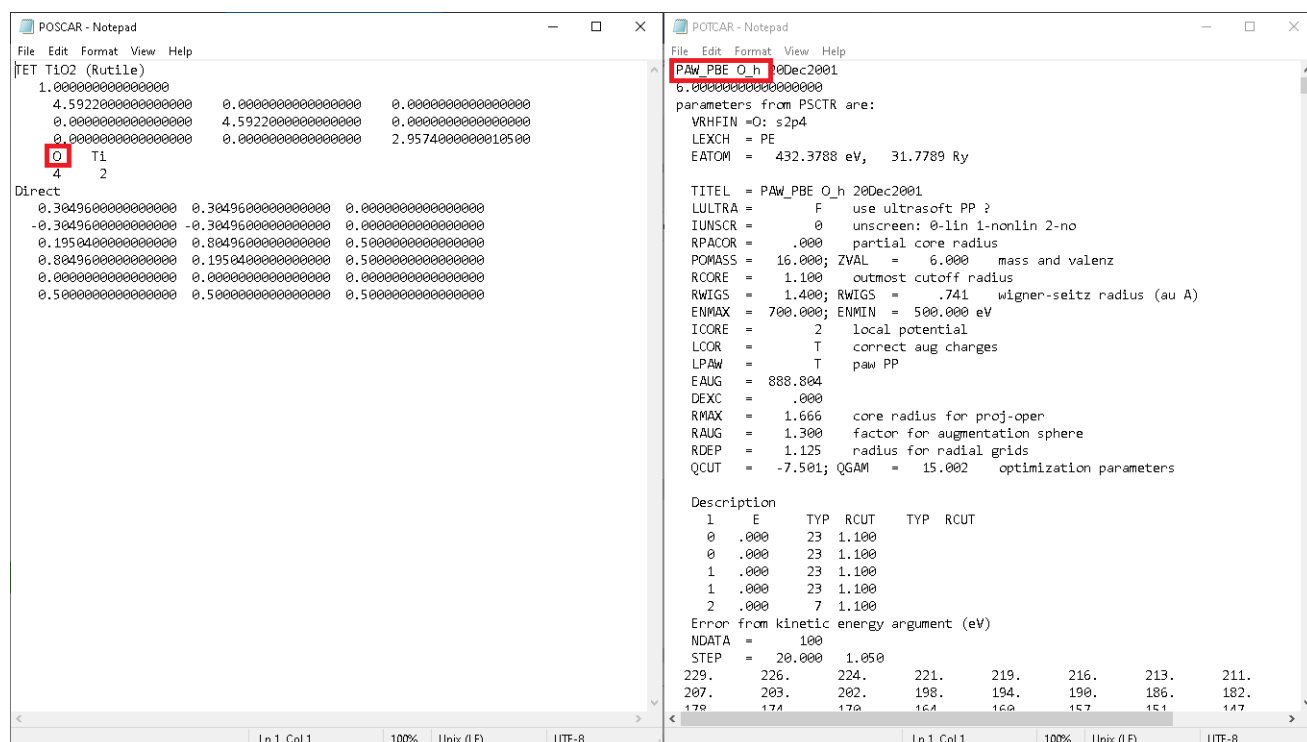 POSCAR - Notepad
File Edit Format View Help
TET TiO2 (Rutile)
1.0000000000000000
4.5922000000000000 0.0000000000000000 0.0000000000000000
0.0000000000000000 4.5922000000000000 0.0000000000000000
0.0000000000000000 0.0000000000000000 2.9574000000010500
O Ti
4 2
Direct
0.3049600000000000 0.3049600000000000 0.0000000000000000
-0.3049600000000000 -0.3049600000000000 0.0000000000000000
0.1950400000000000 0.8049600000000000 0.5000000000000000
0.8049600000000000 0.1950400000000000 0.5000000000000000
0.0000000000000000 0.0000000000000000 0.0000000000000000
0.5000000000000000 0.5000000000000000 0.5000000000000000
Ln 1, Col 1 100% Unix (LF) UTF-8
POTCAR - Notepad
File Edit Format View Help
PAW_PBE O_h 20Dec2001
6.00000000000000000
parameters from PSCTR are:
VRHFIN =O: s2p4
LEXCH = PE
EATOM = 432.3788 eV, 31.7789 Ry
TITEL = PAW_PBE O_h 20Dec2001
LULTRA = F use ultrasoft PP ?
IUNSCR = 0 unscreen: 0-lin 1-nonlin 2-no
RPACOR = .000 partial core radius
POMASS = 16.000; ZVAL = 6.000 mass and valenz
RCORE = 1.100 outmost cutoff radius
RWIGS = 1.400; RWIGS = .741 wigner-seitz radius (au A)
ENMAX = 700.000; ENMIN = 500.000 eV
ICORE = 2 local potential
LCOR = T correct aug charges
LPAW = T paw PP
EAUG = 888.804
DEXC = .000
RMAX = 1.666 core radius for proj-oper
RAUG = 1.300 factor for augmentation sphere
RDEP = 1.125 radius for radial grids
QCUT = -7.501; QGAM = 15.002 optimization parameters
Description
l E TYP RCUT TYP RCUT
0 .000 23 1.100
0 .000 23 1.100
1 .000 23 1.100
1 .000 23 1.100
2 .000 7 1.100
Error from kinetic energy argument (eV)
NDATA = 100
STEP = 20.000 1.050
229. 226. 224. 221. 219. 216. 213. 211.
207. 203. 202. 198. 194. 190. 186. 182.
178. 174. 170. 164. 160. 157. 151. 147.
Ln 1, Col 1 100% Unix (LF) UTF-8